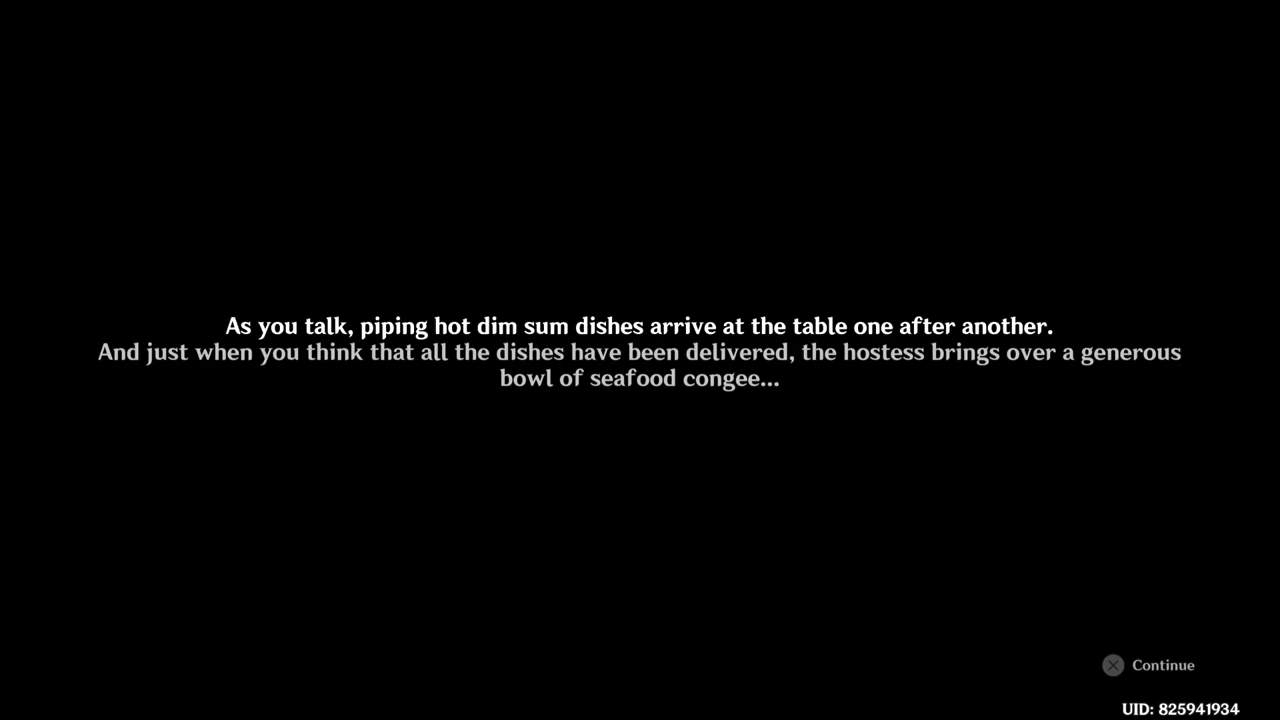 As you talk, piping hot dim sum dishes arrive at the table one after another.
And just when you think that all the dishes have been delivered, the hostess brings over a generous
bowl of seafood congee...
Continue
UID: 825941934